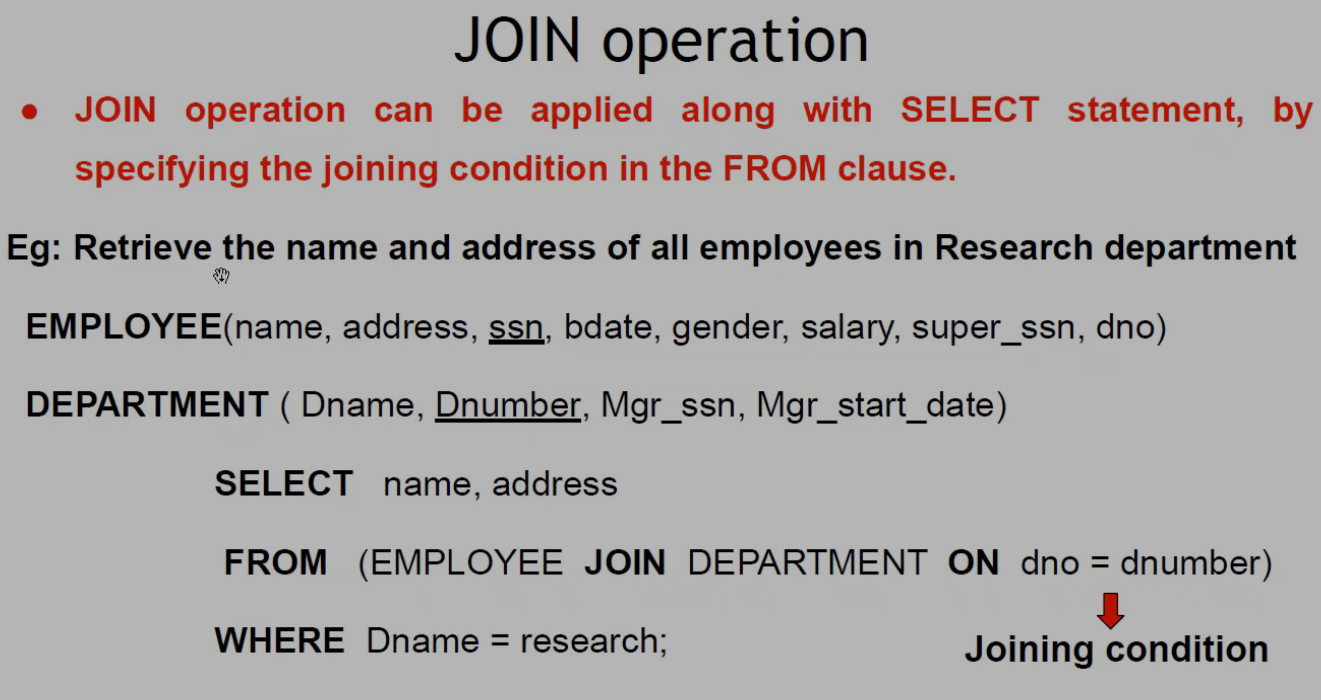 JOIN operation
● JOIN operation can be applied along with SELECT statement, by
specifying the joining condition in the FROM clause.
Eg: Retrieve the name and address of all employees in Research department
EMPLOYEE(name, address, ssn, bdate, gender, salary, super_ssn, dno)
DEPARTMENT ( Dname, Dnumber, Mgr_ssn, Mgr_start_date)
SELECT name, address
FROM (EMPLOYEE JOIN DEPARTMENT ON dno = dnumber)
WHERE Dname = research;
Joining condition